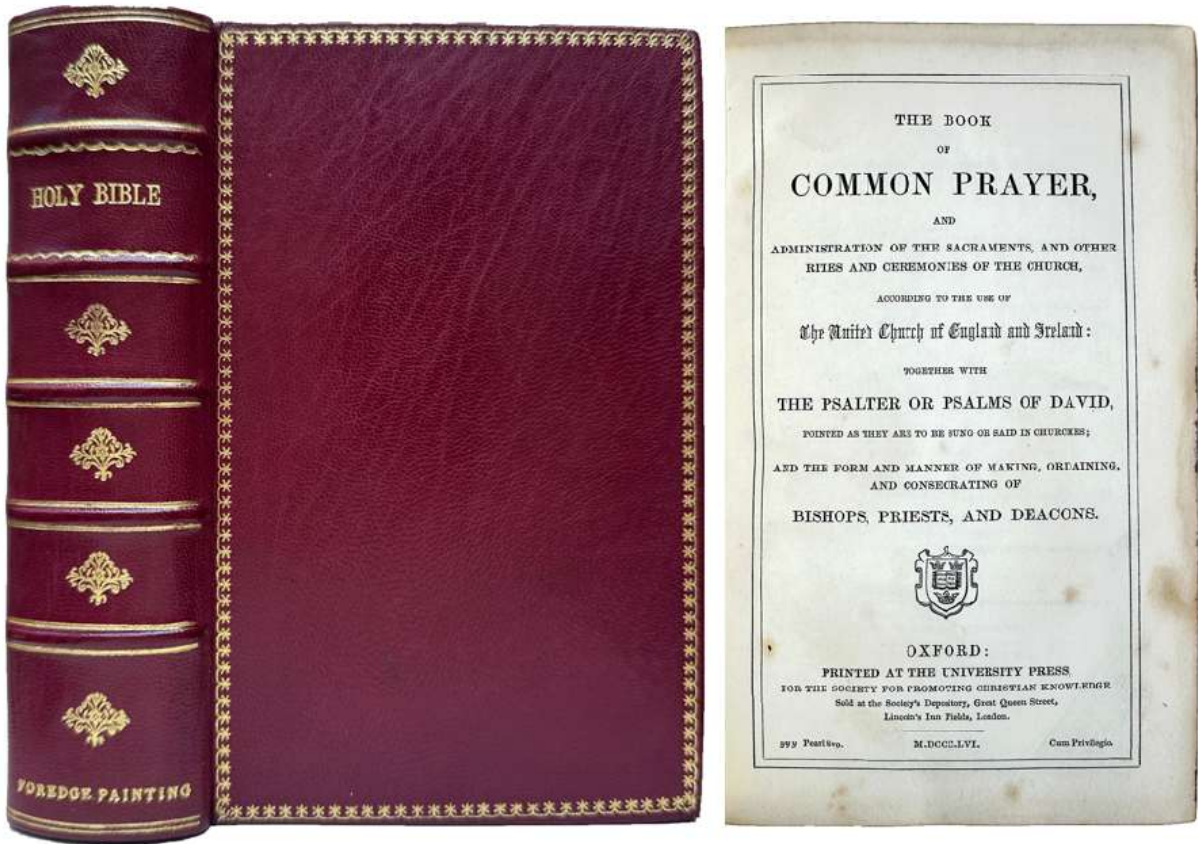 HOLY BIBLE
FOREDGE PAINTING
THE BOOK
OF
COMMON PRAYER,
AND
ADMINISTRATION OF THE SACRAMENTS, AND OTHER
RITES AND CEREMONIES OF THE CHURCH,
ACCORDING TO THE USE OF
The United Church of England and Ireland:
TOGETHER WITH
THE PSALTER OR PSALMS OF DAVID,
POINTED AS THEY ARE TO BE SUNG OR SAID IN CHURCHES;
AND THE FORM AND MANNER OF MAKING, ORDAINING,
AND CONSECRATING OF
BISHOPS, PRIESTS, AND DEACONS.
OXFORD:
PRINTED AT THE UNIVERSITY PRESS,
FOR THE SOCIETY FOR PROMOTING CHRISTIAN KNOWLEDGE
Sold at the Society's Depository, Great Queen Street,
Lincoln's Inn Fields, London.
Pearl 8vo. M.DCCC.LVI. Cum Privilegio.